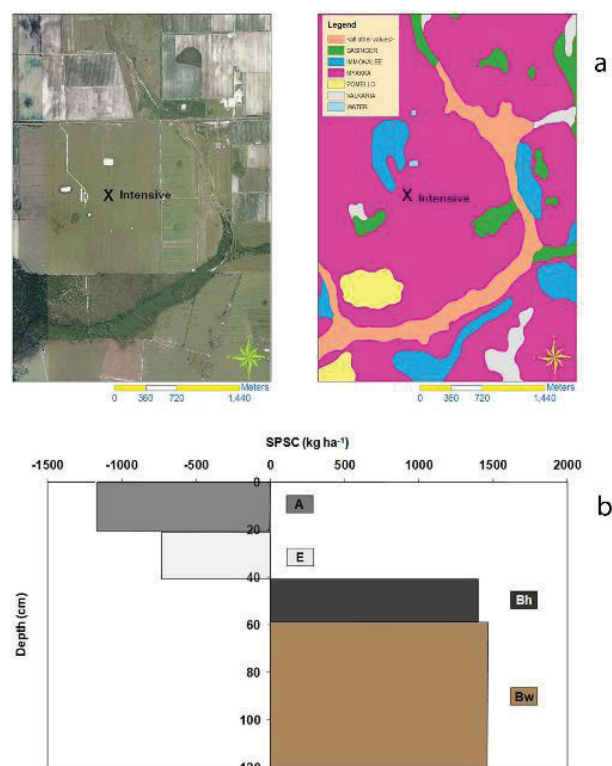 X Intensive
Meters
0 360 720 1,440
Legend
<all other values>
BASINGER
IMMOKALEE
MYAKKA
POMELLO
VALKARIA
WATER
X Intensive
Meters
0 360 720 1,440
a
SPSC (kg ha-1)
-1500 -1000 -500 0 500 1000 1500 2000
b
Depth (cm)
0
20
40
60
80
100
120
A
E
Bh
Bw